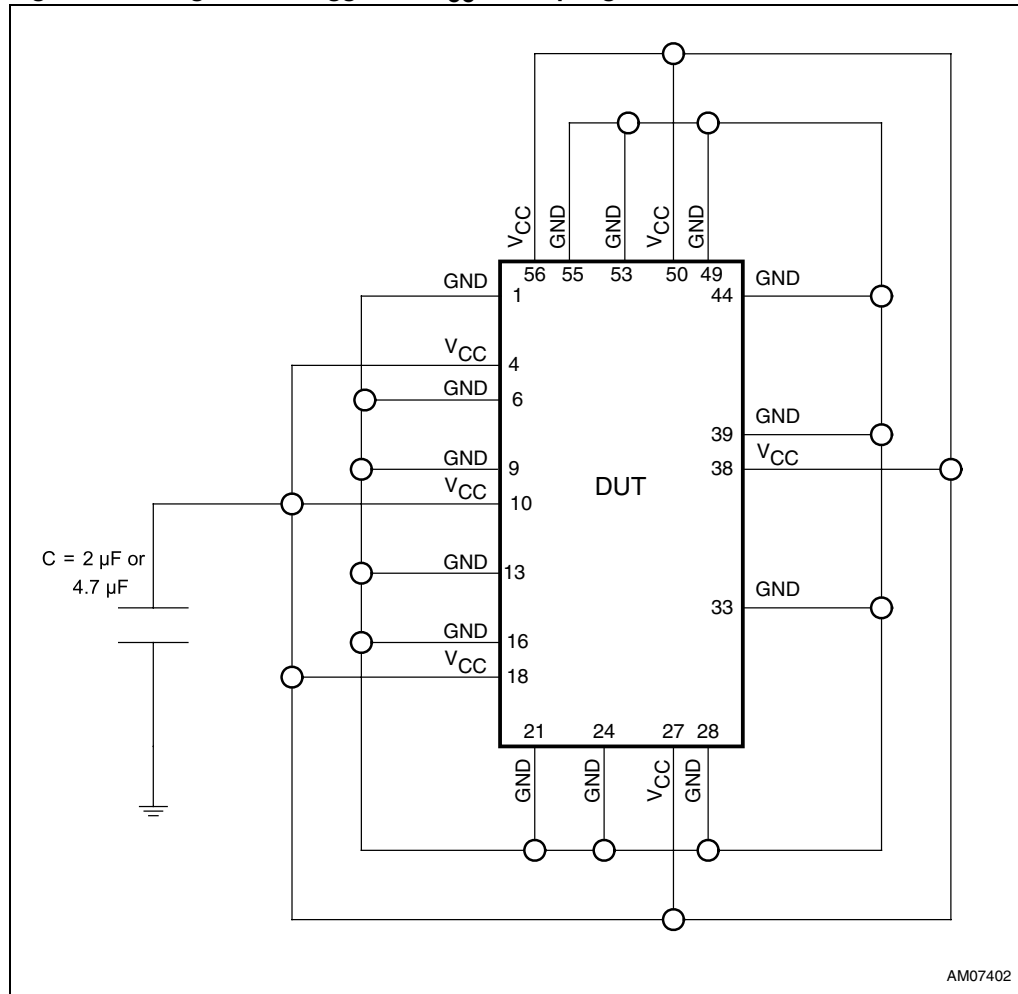 VCC
GND
GND
VCC
GND
56
55
53
50
49
GND
1
44
GND
VCC
4
GND
6
39
GND
GND
9
38
VCC
VCC
10
DUT
C = 2 µF or
4.7 µF
GND
13
33
GND
GND
16
VCC
18
21
24
27
28
GND
GND
VCC
GND
AM07402